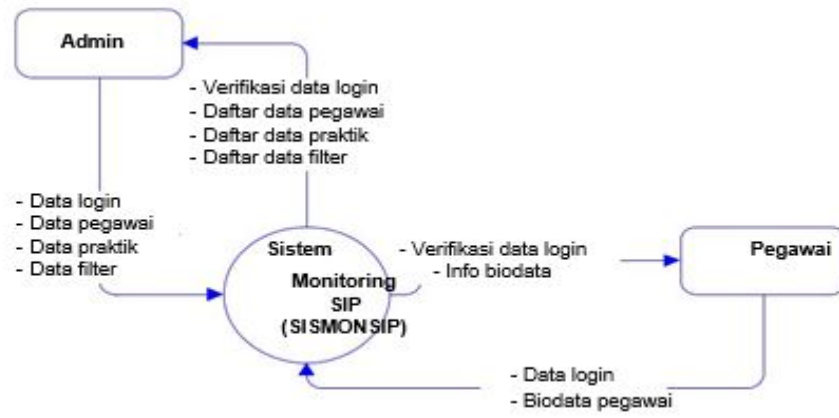 Admin
- Verifikasi data login
- Daftar data pegawai
- Daftar data praktik
- Daftar data filter
- Data login
- Data pegawai
- Data praktik
- Data filter
Sistem
Monitoring
SIP
(SISMONSIP)
- Verifikasi data login
- Info biodata
Pegawai
- Data login
- Biodata pegawai